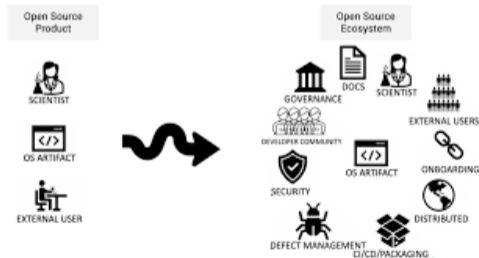 Open Source
Product
SCIENTIST
OS ARTIFACT
EXTERNAL USER
Open Source
Ecosystem
DOCS
GOVERNANCE
SCIENTIST
EXTERNAL USERS
DEVELOPER COMMUNITY
OS ARTIFACT
ONBOARDING
SECURITY
DISTRIBUTED
DEFECT MANAGEMENT
CI/CD/PACKAGING